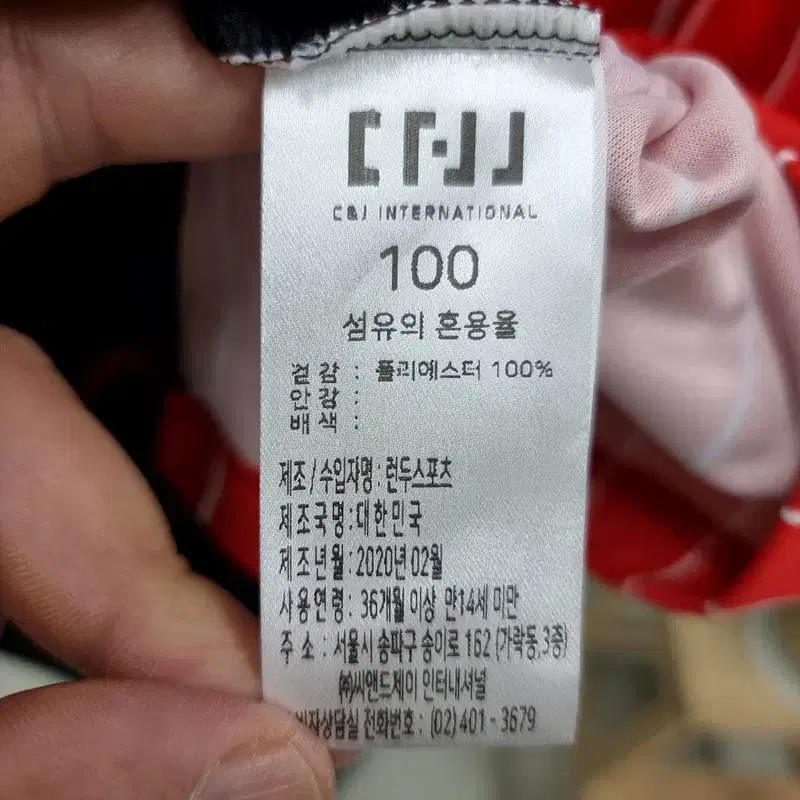 C&J INTERNATIONAL
100
섬유의 혼용율
겉감 : 폴리에스터 100%
안감 :
배색 :
제조/수입자명 : 런두스포츠
제조국명 : 대한민국
제조년월 : 2020년 02월
사용연령 : 36개월 이상 만14세 미만
주 소 : 서울시 송파구 송이로 162 (가락동,3층)
㈜씨앤드제이 인터내셔널
비자상담실 전화번호 : (02)401-3679